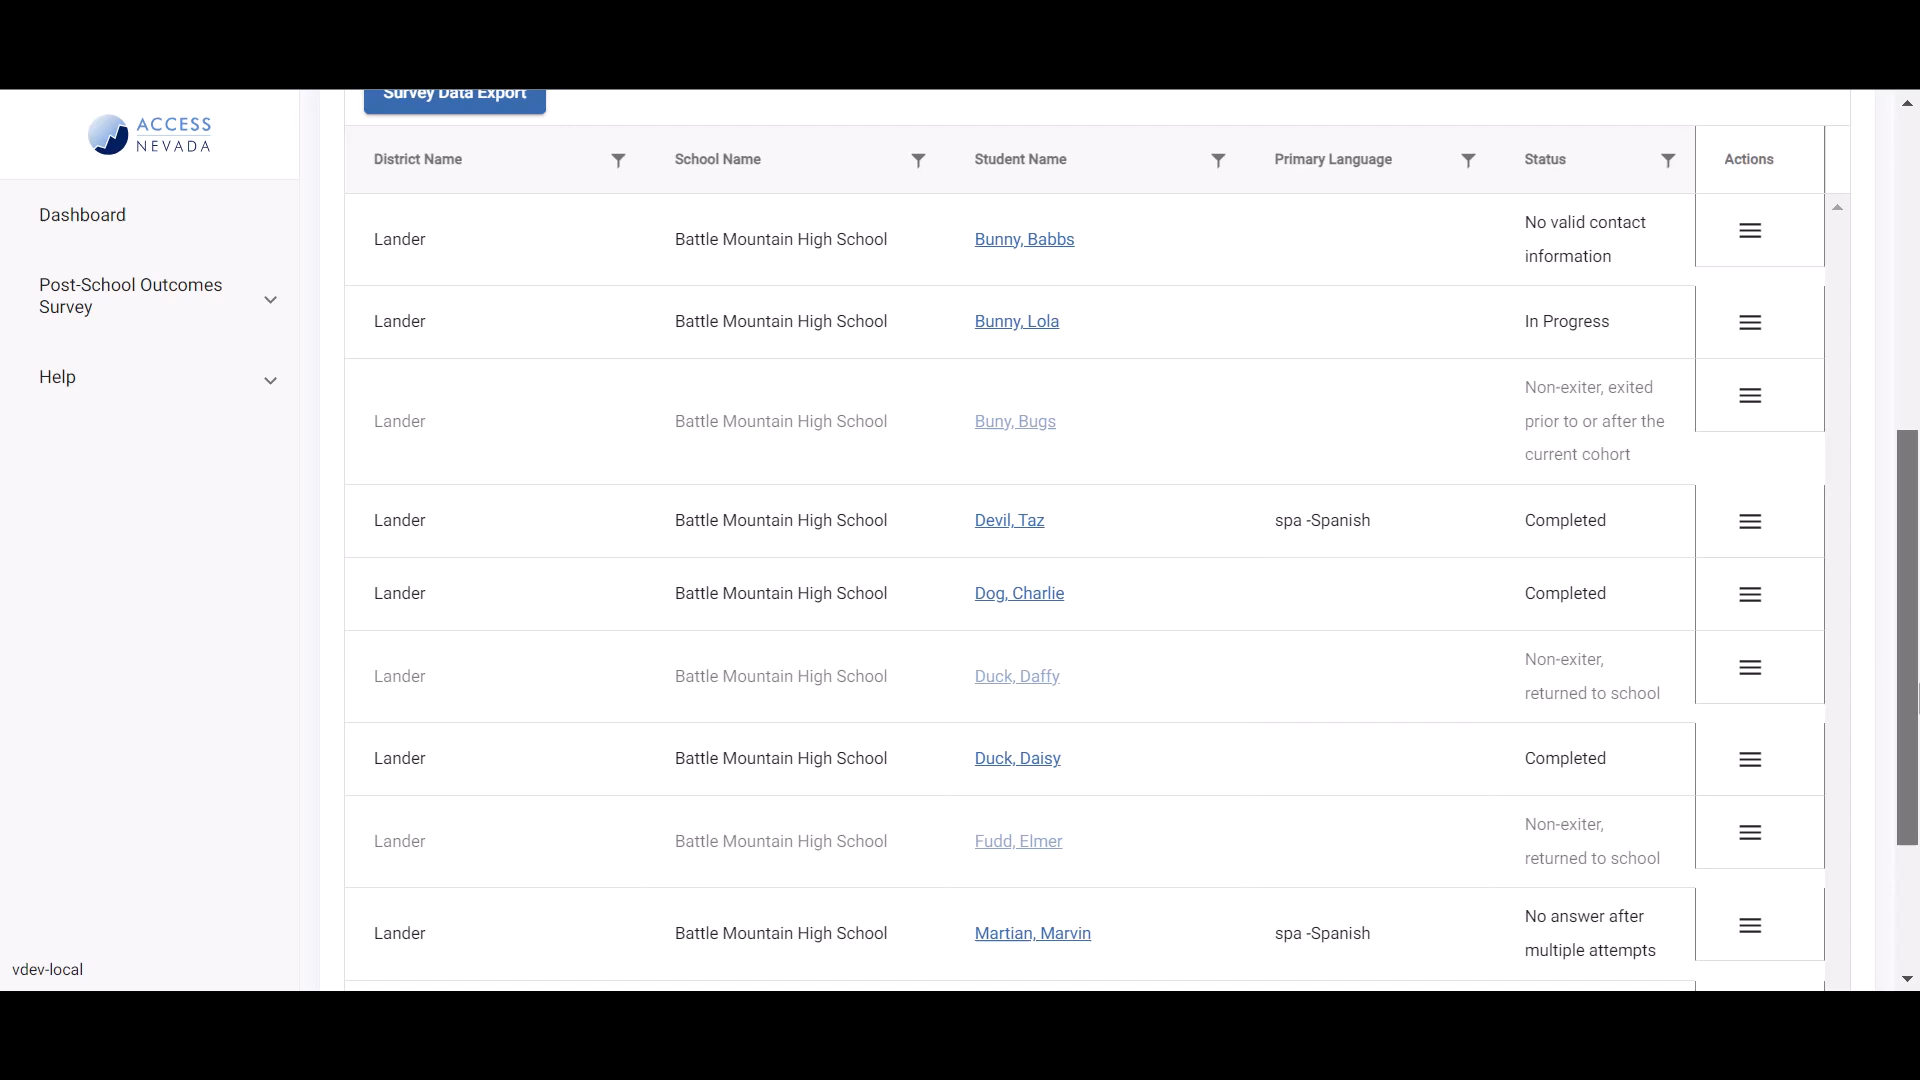 Survey Data Export
ACCESS
NEVADA
Dashboard
Post-School Outcomes
Survey
Help
vdev-local
District Name School Name Student Name Primary Language Status Actions
Lander Battle Mountain High School Bunny, Babbs No valid contact
information
Lander Battle Mountain High School Bunny, Lola In Progress
Lander Battle Mountain High School Buny, Bugs Non-exiter, exited
prior to or after the
current cohort
Lander Battle Mountain High School Devil, Taz spa -Spanish Completed
Lander Battle Mountain High School Dog, Charlie Completed
Lander Battle Mountain High School Duck, Daffy Non-exiter,
returned to school
Lander Battle Mountain High School Duck, Daisy Completed
Lander Battle Mountain High School Fudd, Elmer Non-exiter,
returned to school
Lander Battle Mountain High School Martian, Marvin spa -Spanish No answer after
multiple attempts